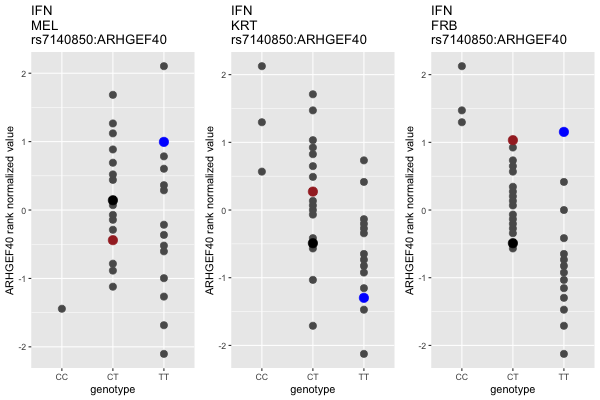 IFN
MEL
rs7140850:ARHGEF40
ARHGEF40 rank normalized value
2
1
0
-1
-2
CC CT TT
genotype
IFN
KRT
rs7140850:ARHGEF40
ARHGEF40 rank normalized value
2
1
0
-1
-2
CC CT TT
genotype
IFN
FRB
rs7140850:ARHGEF40
ARHGEF40 rank normalized value
2
1
0
-1
-2
CC CT TT
genotype